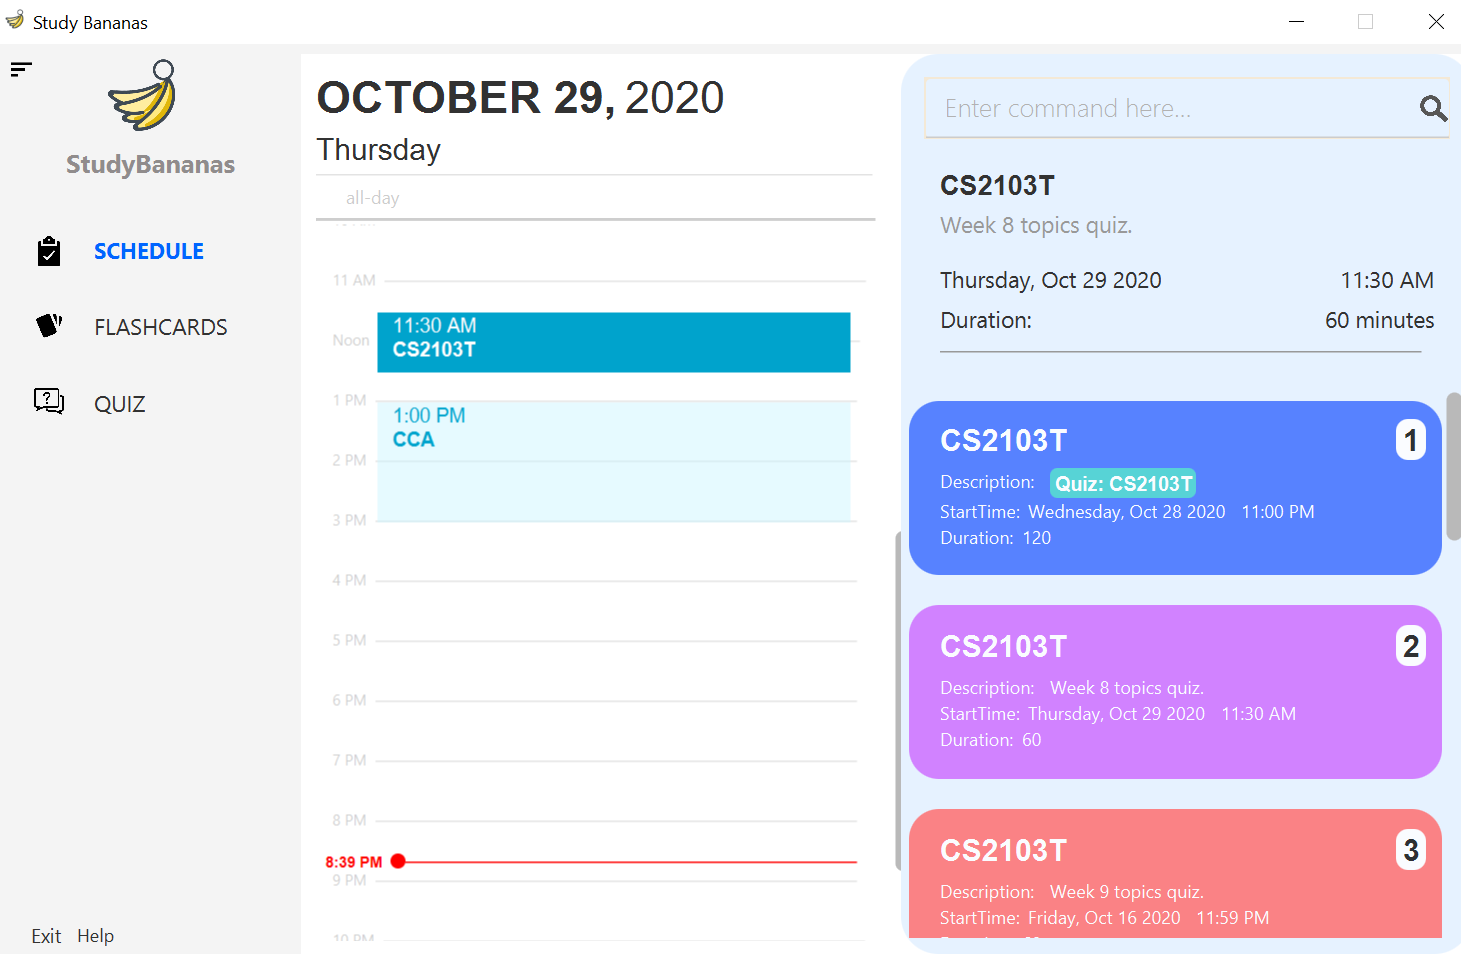 Study Bananas
StudyBananas
SCHEDULE
FLASHCARDS
QUIZ
Exit Help
OCTOBER 29, 2020
Thursday
all-day
11 AM
11:30 AM
Noon
CS2103T
1 PM
1:00 PM
CCA
2 PM
3 PM
4 PM
5 PM
6 PM
7 PM
8 PM
8:39 PM
9 PM
10 PM
Enter command here...
CS2103T
Week 8 topics quiz.
Thursday, Oct 29 2020 11:30 AM
Duration: 60 minutes
CS2103T 1
Description: Quiz: CS2103T
StartTime: Wednesday, Oct 28 2020 11:00 PM
Duration: 120
CS2103T 2
Description: Week 8 topics quiz.
StartTime: Thursday, Oct 29 2020 11:30 AM
Duration: 60
CS2103T 3
Description: Week 9 topics quiz.
StartTime: Friday, Oct 16 2020 11:59 PM